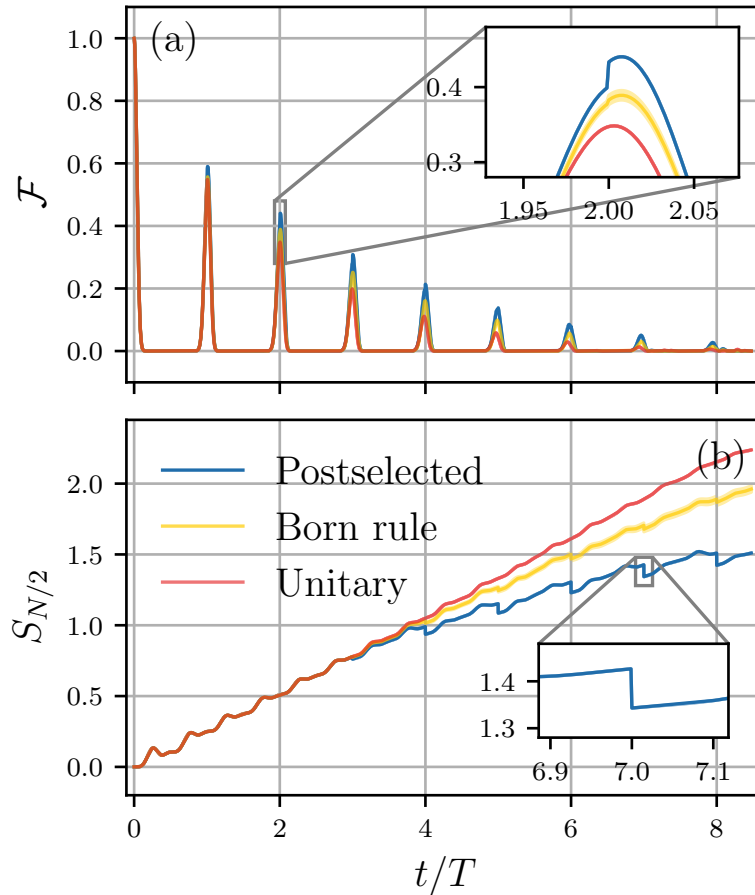 (a)
1.0
0.8
0.6
0.4
0.2
0.0
ℱ
0.4
0.3
1.95 2.00 2.05
(b)
2.0
1.5
1.0
0.5
0.0
S_{N/2}
Postselected
Born rule
Unitary
1.4
1.3
6.9 7.0 7.1
0 2 4 6 8
t/T